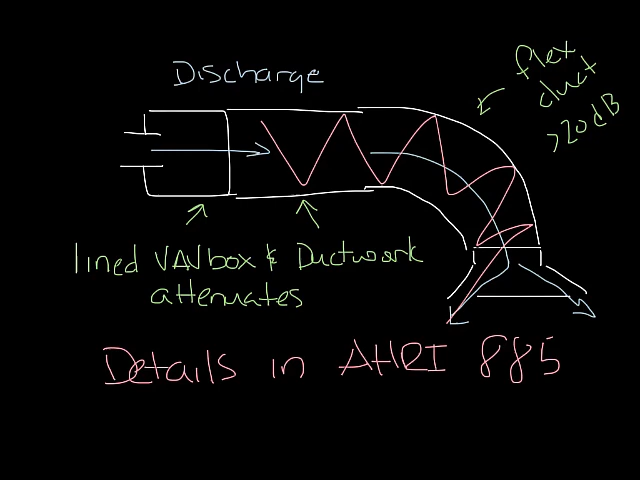 Discharge
flex
duct
>20dB
lined VAV box & Ductwork
attenuates
Details in AHRI 885